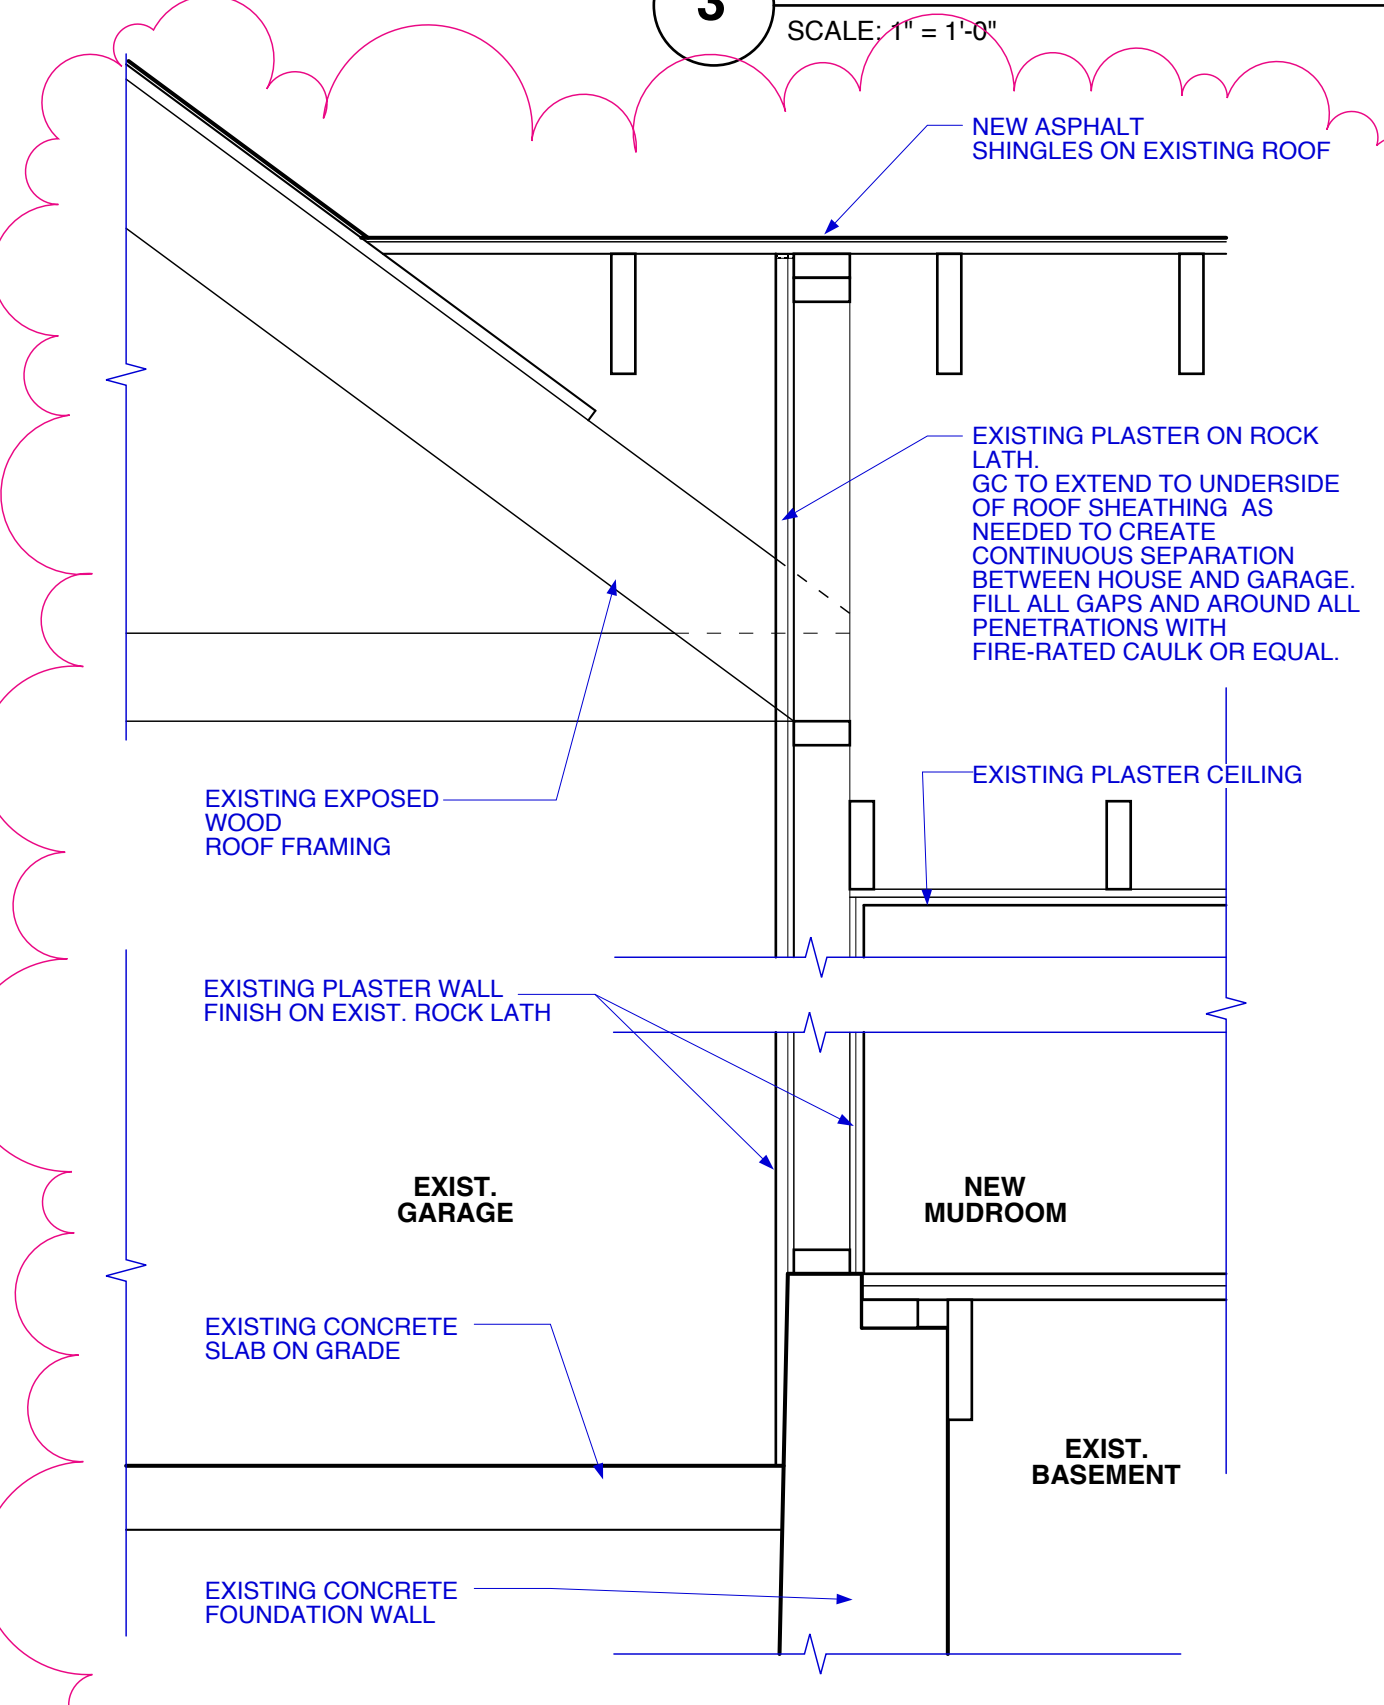 3
SCALE: 1" = 1'-0"
NEW ASPHALT
SHINGLES ON EXISTING ROOF
EXISTING PLASTER ON ROCK
LATH.
GC TO EXTEND TO UNDERSIDE
OF ROOF SHEATHING AS
NEEDED TO CREATE
CONTINUOUS SEPARATION
BETWEEN HOUSE AND GARAGE.
FILL ALL GAPS AND AROUND ALL
PENETRATIONS WITH
FIRE-RATED CAULK OR EQUAL.
EXISTING PLASTER CEILING
EXISTING EXPOSED
WOOD
ROOF FRAMING
EXISTING PLASTER WALL
FINISH ON EXIST. ROCK LATH
EXIST.
GARAGE
NEW
MUDROOM
EXISTING CONCRETE
SLAB ON GRADE
EXIST.
BASEMENT
EXISTING CONCRETE
FOUNDATION WALL